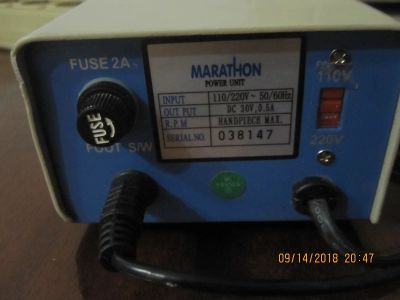 FUSE 2A
MARATHON
POWER UNIT
INPUT 110/220V~ 50/60Hz
OUT PUT DC 30V, 0.5A
R.P.M HANDPIECE MAX.
SERIAL NO. 038147
110V
220V
FUSE
FOOT S/W
09/14/2018 20:47